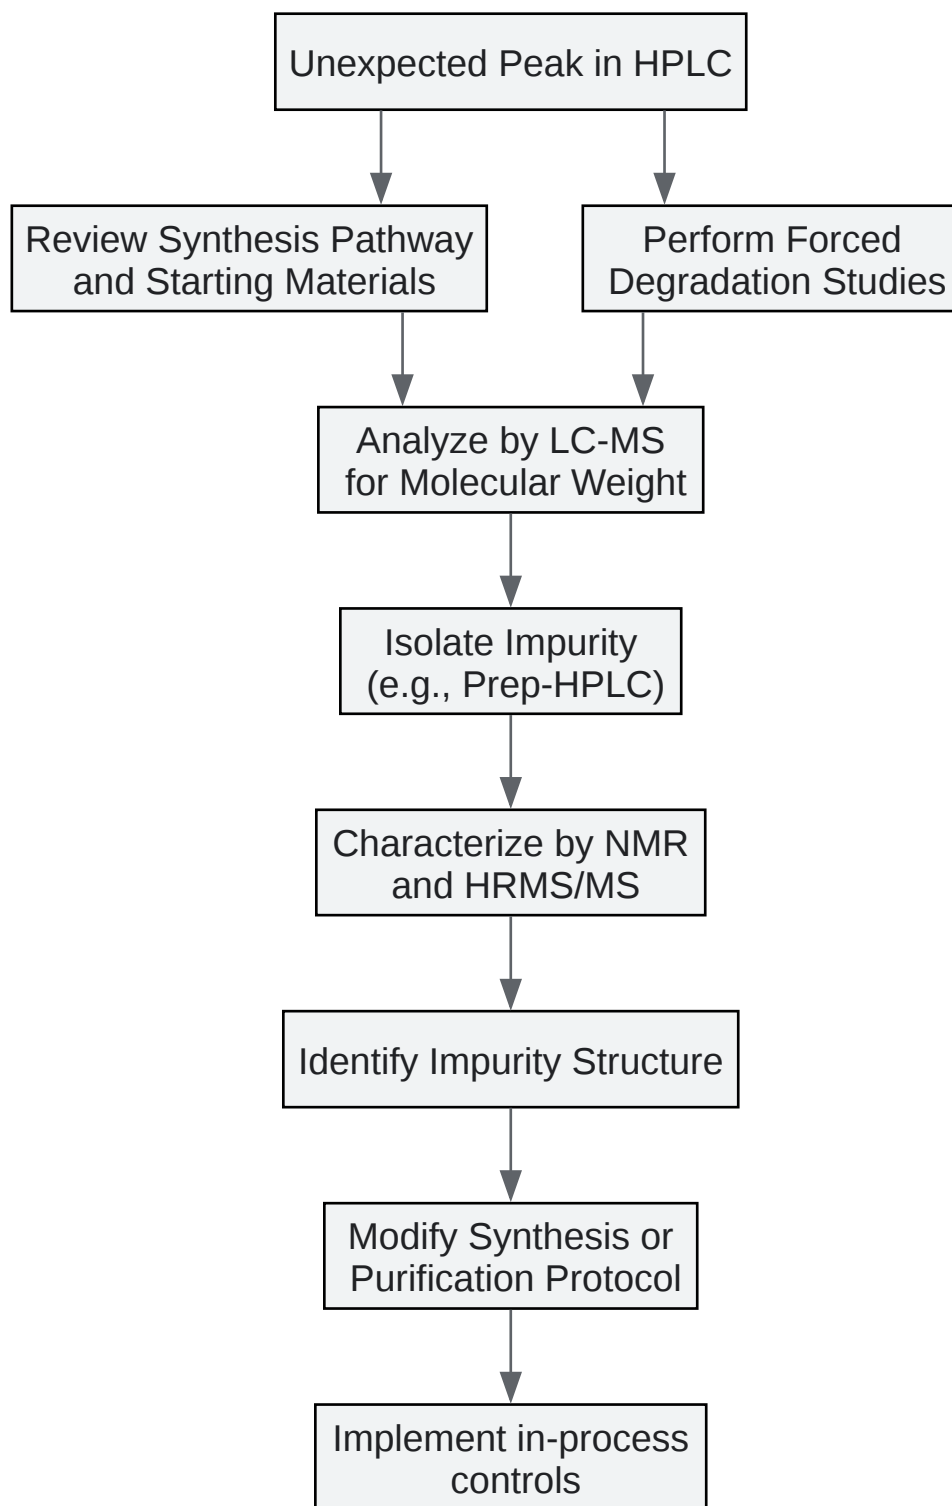 Unexpected Peak in HPLC
Review Synthesis Pathway
and Starting Materials
Perform Forced
Degradation Studies
Analyze by LC-MS
for Molecular Weight
Isolate Impurity
(e.g., Prep-HPLC)
Characterize by NMR
and HRMS/MS
Identify Impurity Structure
Modify Synthesis or
Purification Protocol
Implement in-process
controls